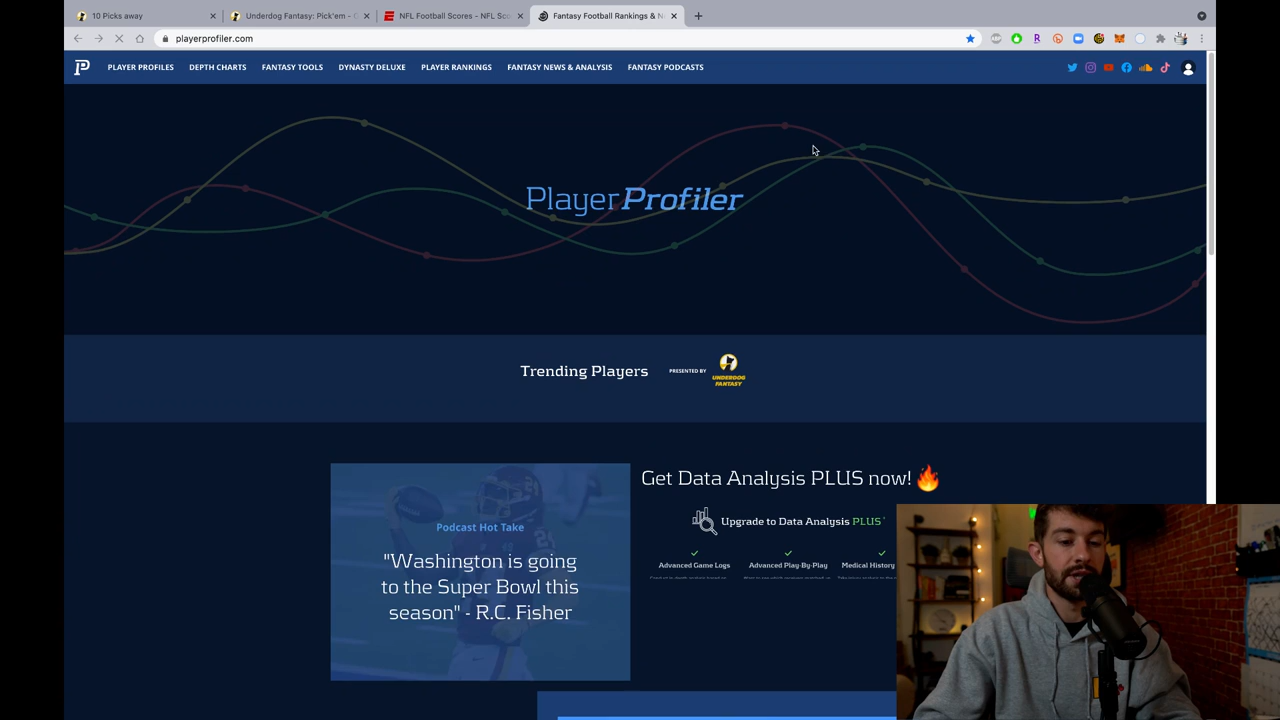 10 Picks away
Underdog Fantasy: Pick'em - C
NFL Football Scores - NFL Sco
Fantasy Football Rankings & N
playerprofiler.com
PLAYER PROFILES
DEPTH CHARTS
FANTASY TOOLS
DYNASTY DELUXE
PLAYER RANKINGS
FANTASY NEWS & ANALYSIS
FANTASY PODCASTS
PlayerProfiler
Trending Players
PRESENTED BY
UNDERDOG
FANTASY
Podcast Hot Take
"Washington is going
to the Super Bowl this
season" - R.C. Fisher
Get Data Analysis PLUS now! 🔥
Upgrade to Data Analysis PLUS+
Advanced Game Logs
Advanced Play-By-Play
Medical History